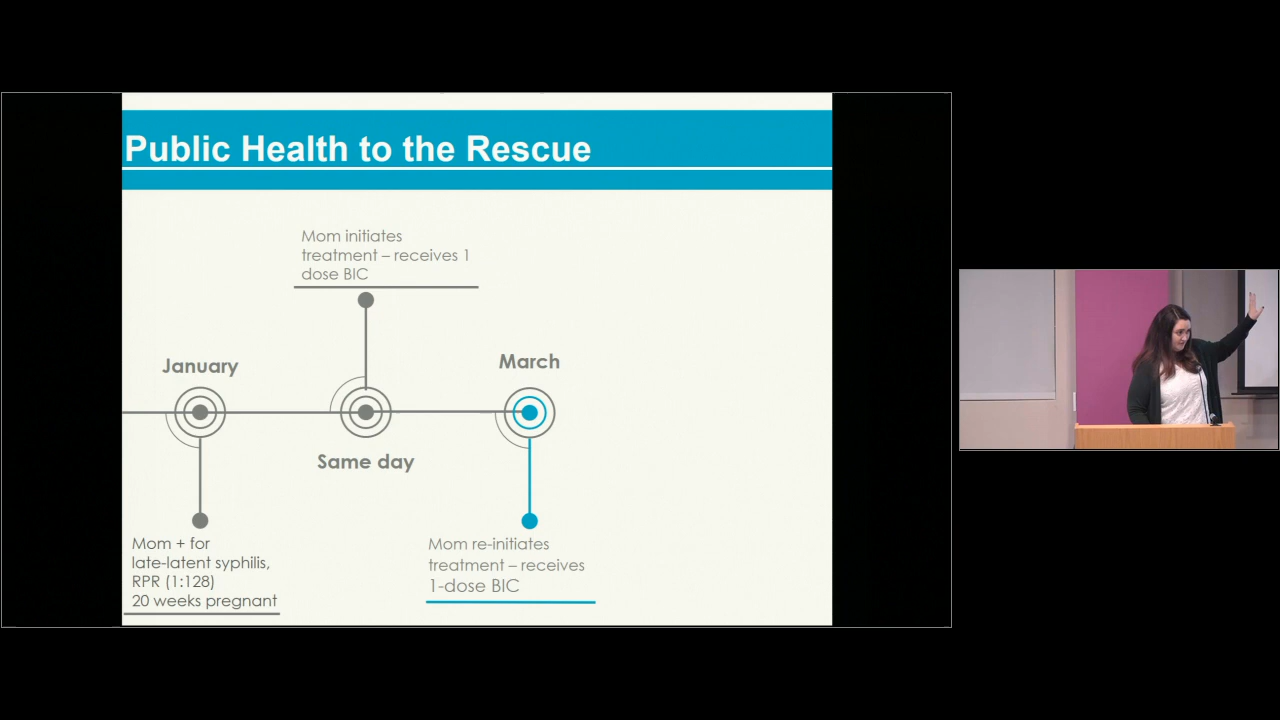 Public Health to the Rescue
Mom initiates
treatment – receives 1
dose BIC
January
March
Same day
Mom + for
late-latent syphilis,
RPR (1:128)
20 weeks pregnant
Mom re-initiates
treatment – receives
1-dose BIC